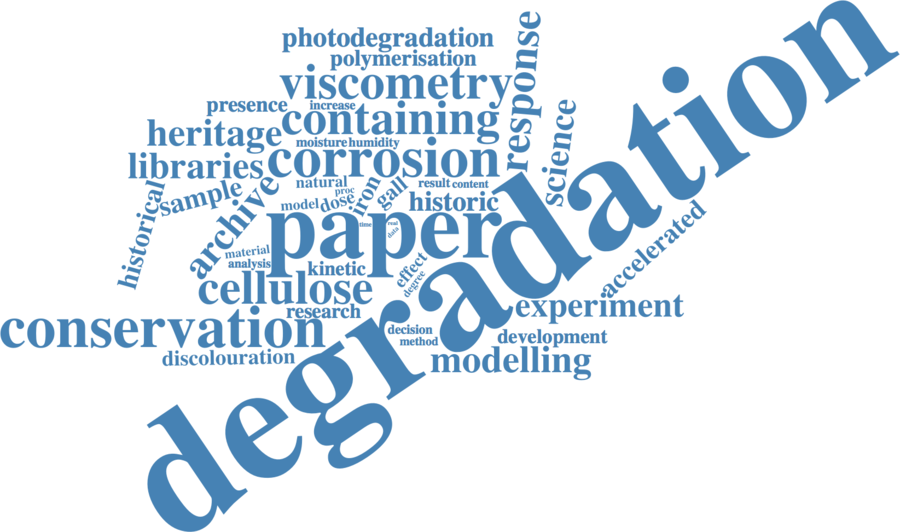 photodegradation
polymerisation
viscometry
response
presence
increase
containing
heritage
moisture
humidity
science
libraries
corrosion
natural
result
content
sample
proc
iron
gall
historical
archive
model
dose
historic
paper
time
read
data
degradation
accelerated
material
analysis
kinetic
effect
degree
cellulose
research
experiment
conservation
decision
method
development
discolouration
modelling